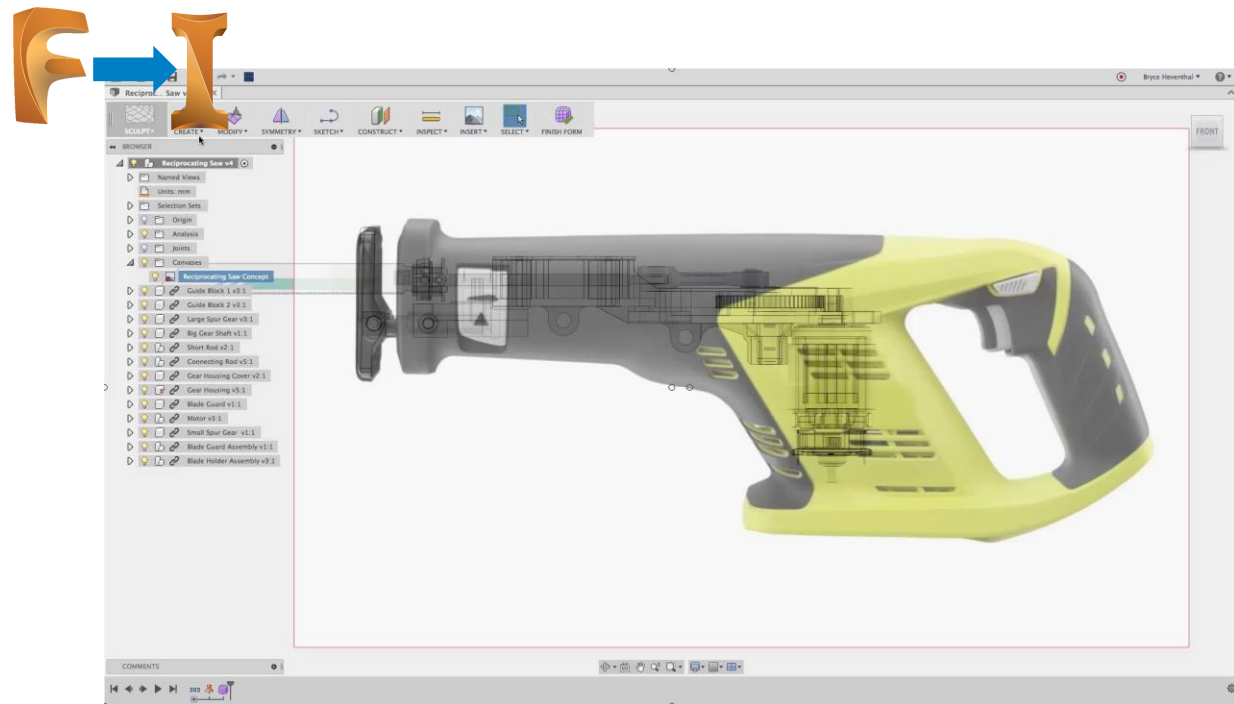 Bryce Heventhal
Reciproc... Saw v
SCULPT
CREATE
MODIFY
SYMMETRY
SKETCH
CONSTRUCT
INSPECT
INSERT
SELECT
FINISH FORM
FRONT
BROWSER
Reciprocating Saw v4
Named Views
Units: mm
Selection Sets
Origin
Analysis
Joints
Canvases
Reciprocating Saw Concept
Guide Block 1 v3:1
Guide Block 2 v3:1
Large Spur Gear v3:1
Big Gear Shaft v1:1
Short Rod v2:1
Connecting Rod v5:1
Gear Housing Cover v2:1
Gear Housing v5:1
Blade Guard v1:1
Motor v3:1
Small Spur Gear v1:1
Blade Guard Assembly v1:1
Blade Holder Assembly v3:1
COMMENTS